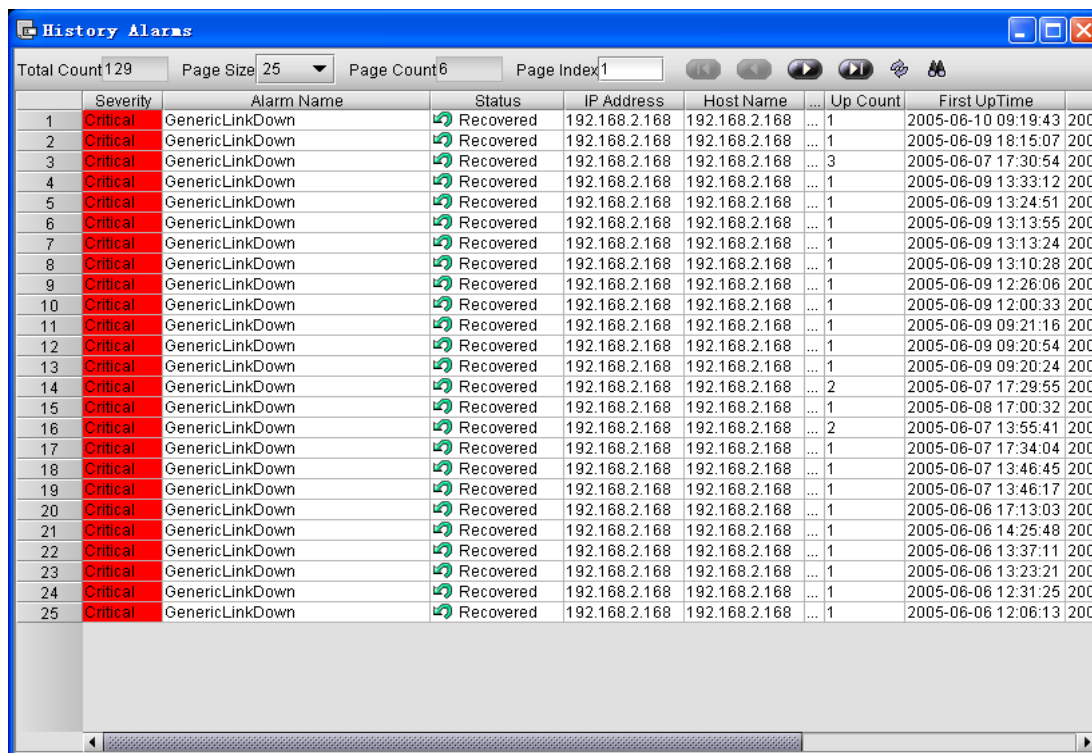 History Alarms
Total Count 129 Page Size 25 Page Count 6 Page Index 1
Severity Alarm Name Status IP Address Host Name ... Up Count First UpTime
1 Critical GenericLinkDown Recovered 192.168.2.168 192.168.2.168 ... 1 2005-06-10 09:19:43 200
2 Critical GenericLinkDown Recovered 192.168.2.168 192.168.2.168 ... 1 2005-06-09 18:15:07 200
3 Critical GenericLinkDown Recovered 192.168.2.168 192.168.2.168 ... 3 2005-06-07 17:30:54 200
4 Critical GenericLinkDown Recovered 192.168.2.168 192.168.2.168 ... 1 2005-06-09 13:33:12 200
5 Critical GenericLinkDown Recovered 192.168.2.168 192.168.2.168 ... 1 2005-06-09 13:24:51 200
6 Critical GenericLinkDown Recovered 192.168.2.168 192.168.2.168 ... 1 2005-06-09 13:13:55 200
7 Critical GenericLinkDown Recovered 192.168.2.168 192.168.2.168 ... 1 2005-06-09 13:13:24 200
8 Critical GenericLinkDown Recovered 192.168.2.168 192.168.2.168 ... 1 2005-06-09 13:10:28 200
9 Critical GenericLinkDown Recovered 192.168.2.168 192.168.2.168 ... 1 2005-06-09 12:26:06 200
10 Critical GenericLinkDown Recovered 192.168.2.168 192.168.2.168 ... 1 2005-06-09 12:00:33 200
11 Critical GenericLinkDown Recovered 192.168.2.168 192.168.2.168 ... 1 2005-06-09 09:21:16 200
12 Critical GenericLinkDown Recovered 192.168.2.168 192.168.2.168 ... 1 2005-06-09 09:20:54 200
13 Critical GenericLinkDown Recovered 192.168.2.168 192.168.2.168 ... 1 2005-06-09 09:20:24 200
14 Critical GenericLinkDown Recovered 192.168.2.168 192.168.2.168 ... 2 2005-06-07 17:29:55 200
15 Critical GenericLinkDown Recovered 192.168.2.168 192.168.2.168 ... 1 2005-06-08 17:00:32 200
16 Critical GenericLinkDown Recovered 192.168.2.168 192.168.2.168 ... 2 2005-06-07 13:55:41 200
17 Critical GenericLinkDown Recovered 192.168.2.168 192.168.2.168 ... 1 2005-06-07 17:34:04 200
18 Critical GenericLinkDown Recovered 192.168.2.168 192.168.2.168 ... 1 2005-06-07 13:46:45 200
19 Critical GenericLinkDown Recovered 192.168.2.168 192.168.2.168 ... 1 2005-06-07 13:46:17 200
20 Critical GenericLinkDown Recovered 192.168.2.168 192.168.2.168 ... 1 2005-06-06 17:13:03 200
21 Critical GenericLinkDown Recovered 192.168.2.168 192.168.2.168 ... 1 2005-06-06 14:25:48 200
22 Critical GenericLinkDown Recovered 192.168.2.168 192.168.2.168 ... 1 2005-06-06 13:37:11 200
23 Critical GenericLinkDown Recovered 192.168.2.168 192.168.2.168 ... 1 2005-06-06 13:23:21 200
24 Critical GenericLinkDown Recovered 192.168.2.168 192.168.2.168 ... 1 2005-06-06 12:31:25 200
25 Critical GenericLinkDown Recovered 192.168.2.168 192.168.2.168 ... 1 2005-06-06 12:06:13 200